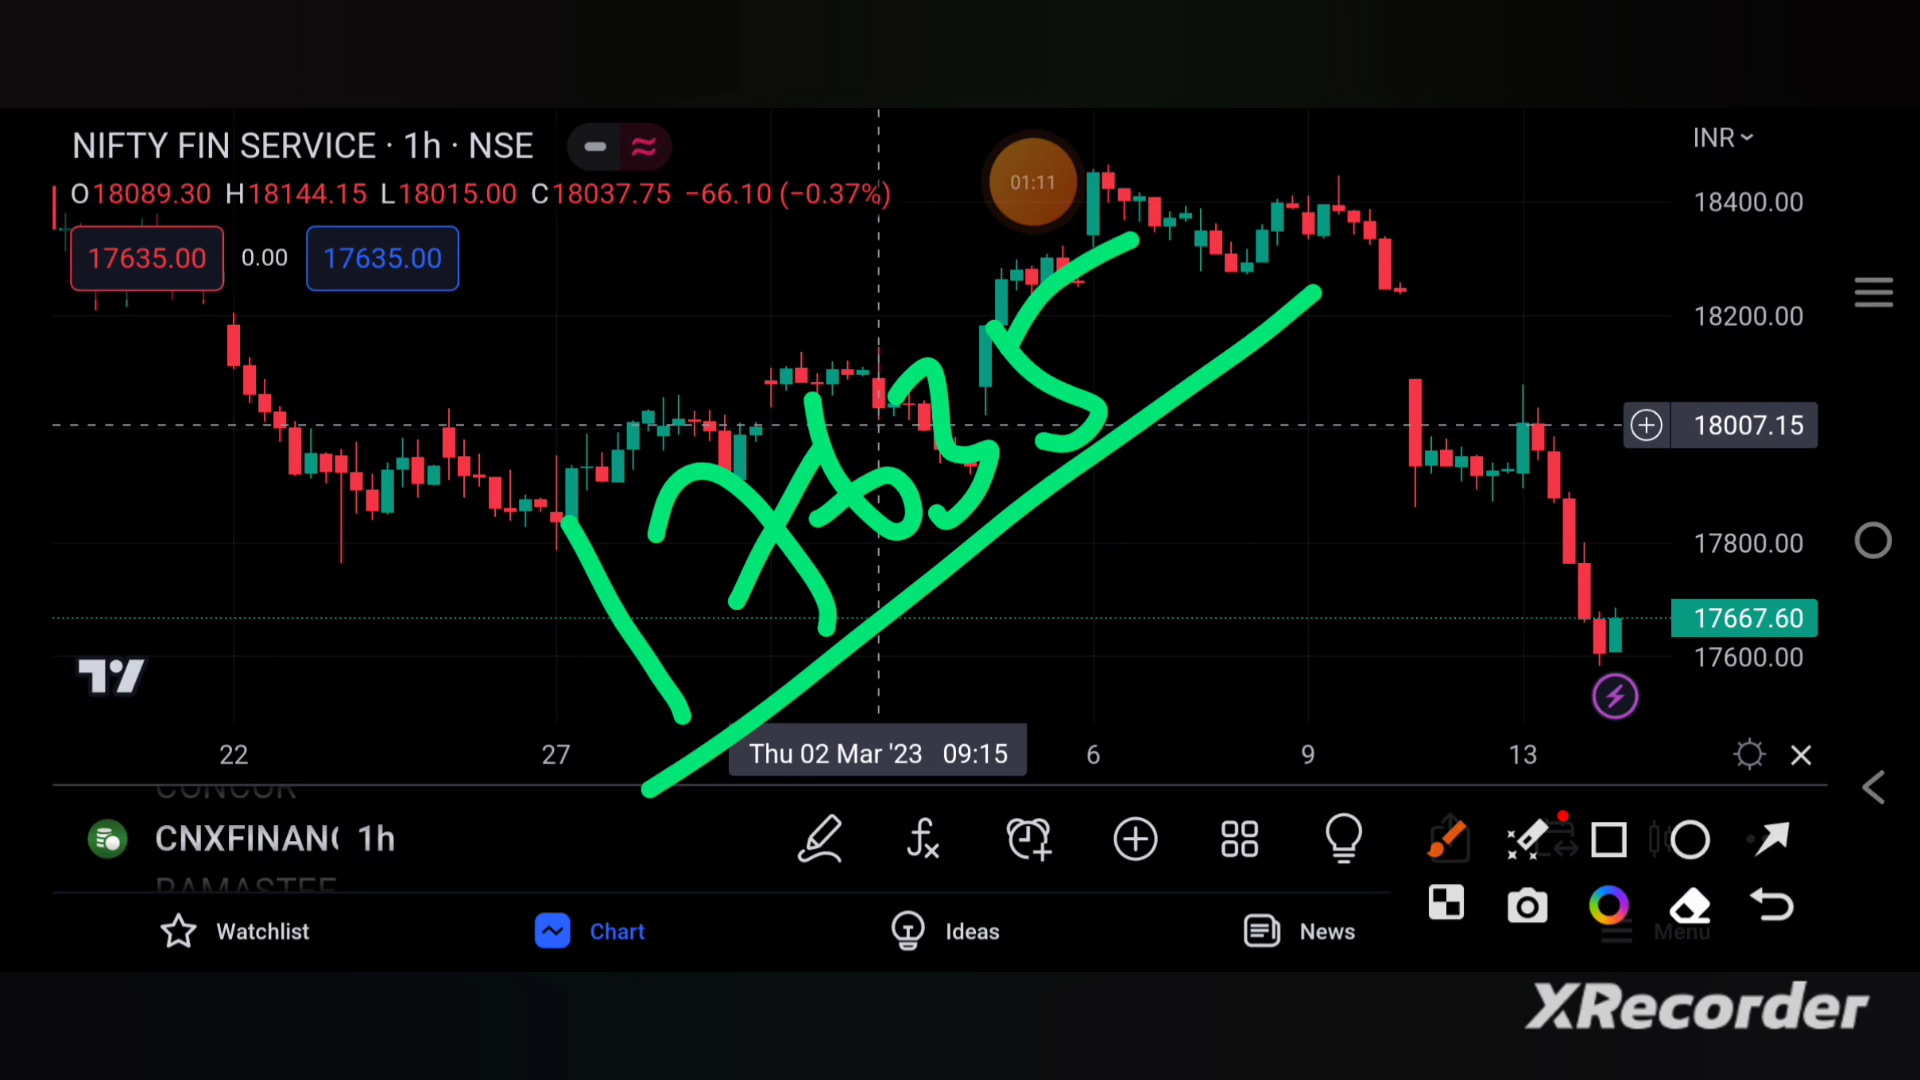 NIFTY FIN SERVICE · 1h · NSE
INR
O18089.30 H18144.15 L18015.00 C18037.75 −66.10 (−0.37%)
01:11
17635.00 0.00 17635.00
18400.00
18200.00
18007.15
17800.00
17667.60
17600.00
17635
22 27 Thu 02 Mar '23 09:15 6 9 13
CONCOR
CNXFINAN 1h
Watchlist Chart Ideas News Menu
XRecorder